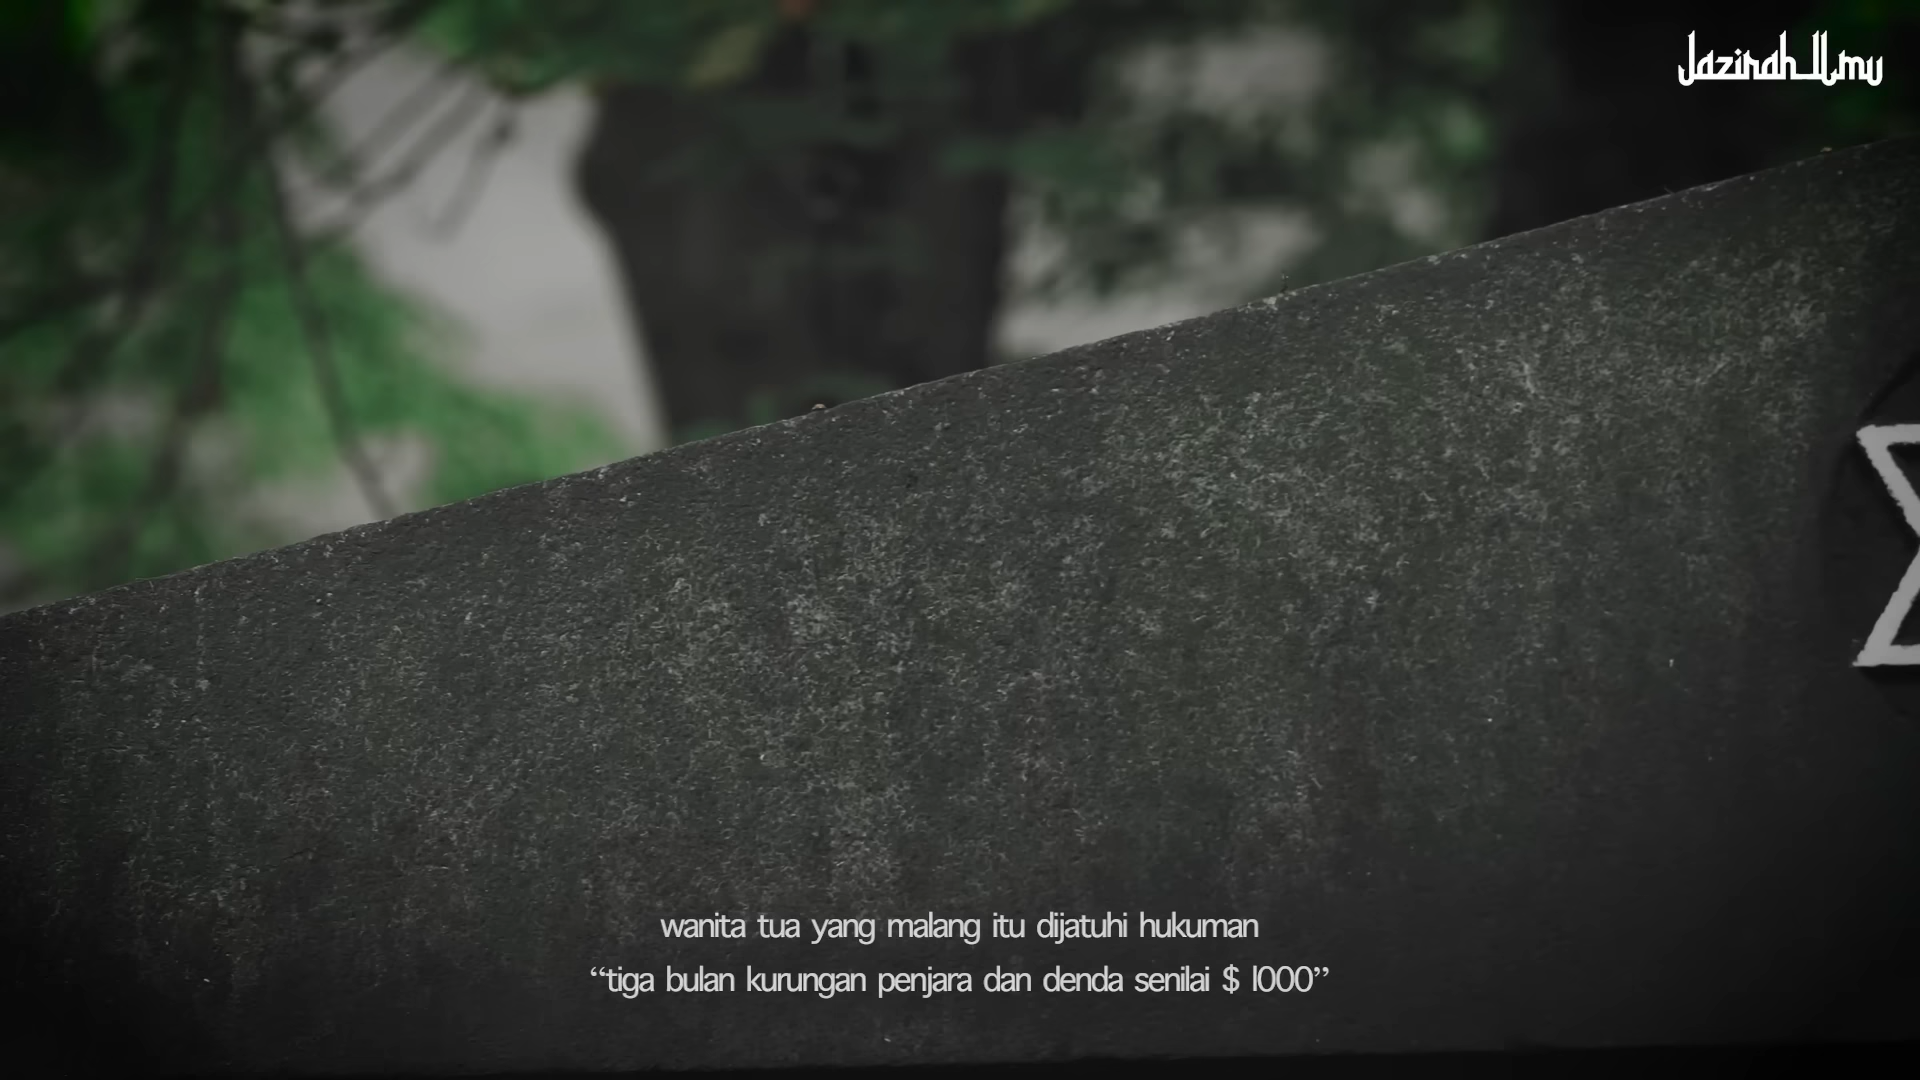 Jazirah Ilmu
wanita tua yang malang itu dijatuhi hukuman
“tiga bulan kurungan penjara dan denda senilai $ 1000”